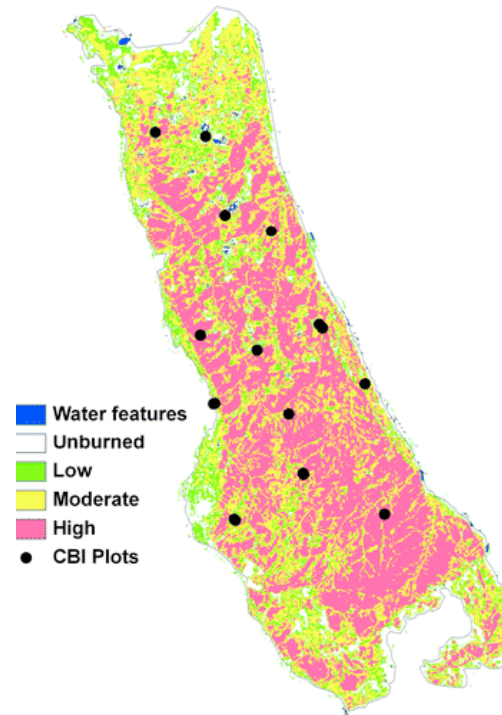 Water features
Unburned
Low
Moderate
High
CBI Plots